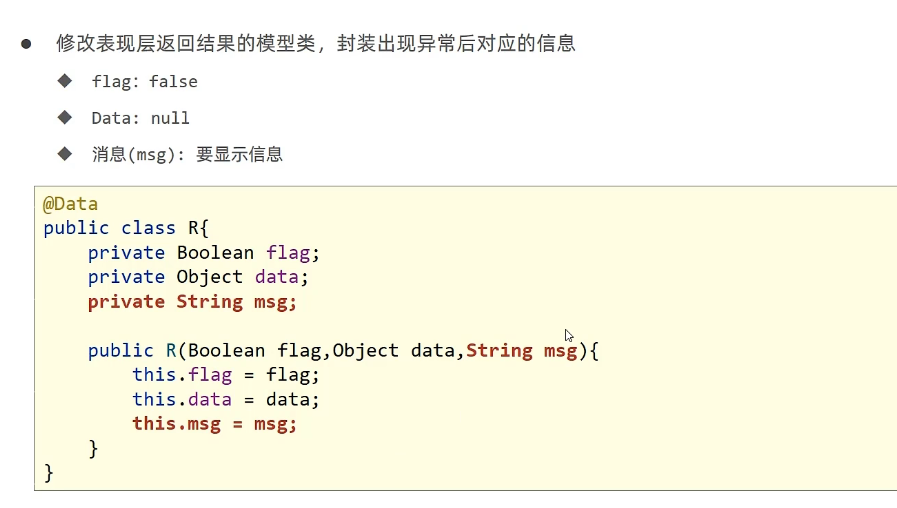 修改表现层返回结果的模型类，封装出现异常后对应的信息
flag: false
Data: null
消息(msg): 要显示信息
@Data
public class R{
    private Boolean flag;
    private Object data;
    private String msg;

    public R(Boolean flag,Object data,String msg){
        this.flag = flag;
        this.data = data;
        this.msg = msg;
    }
}